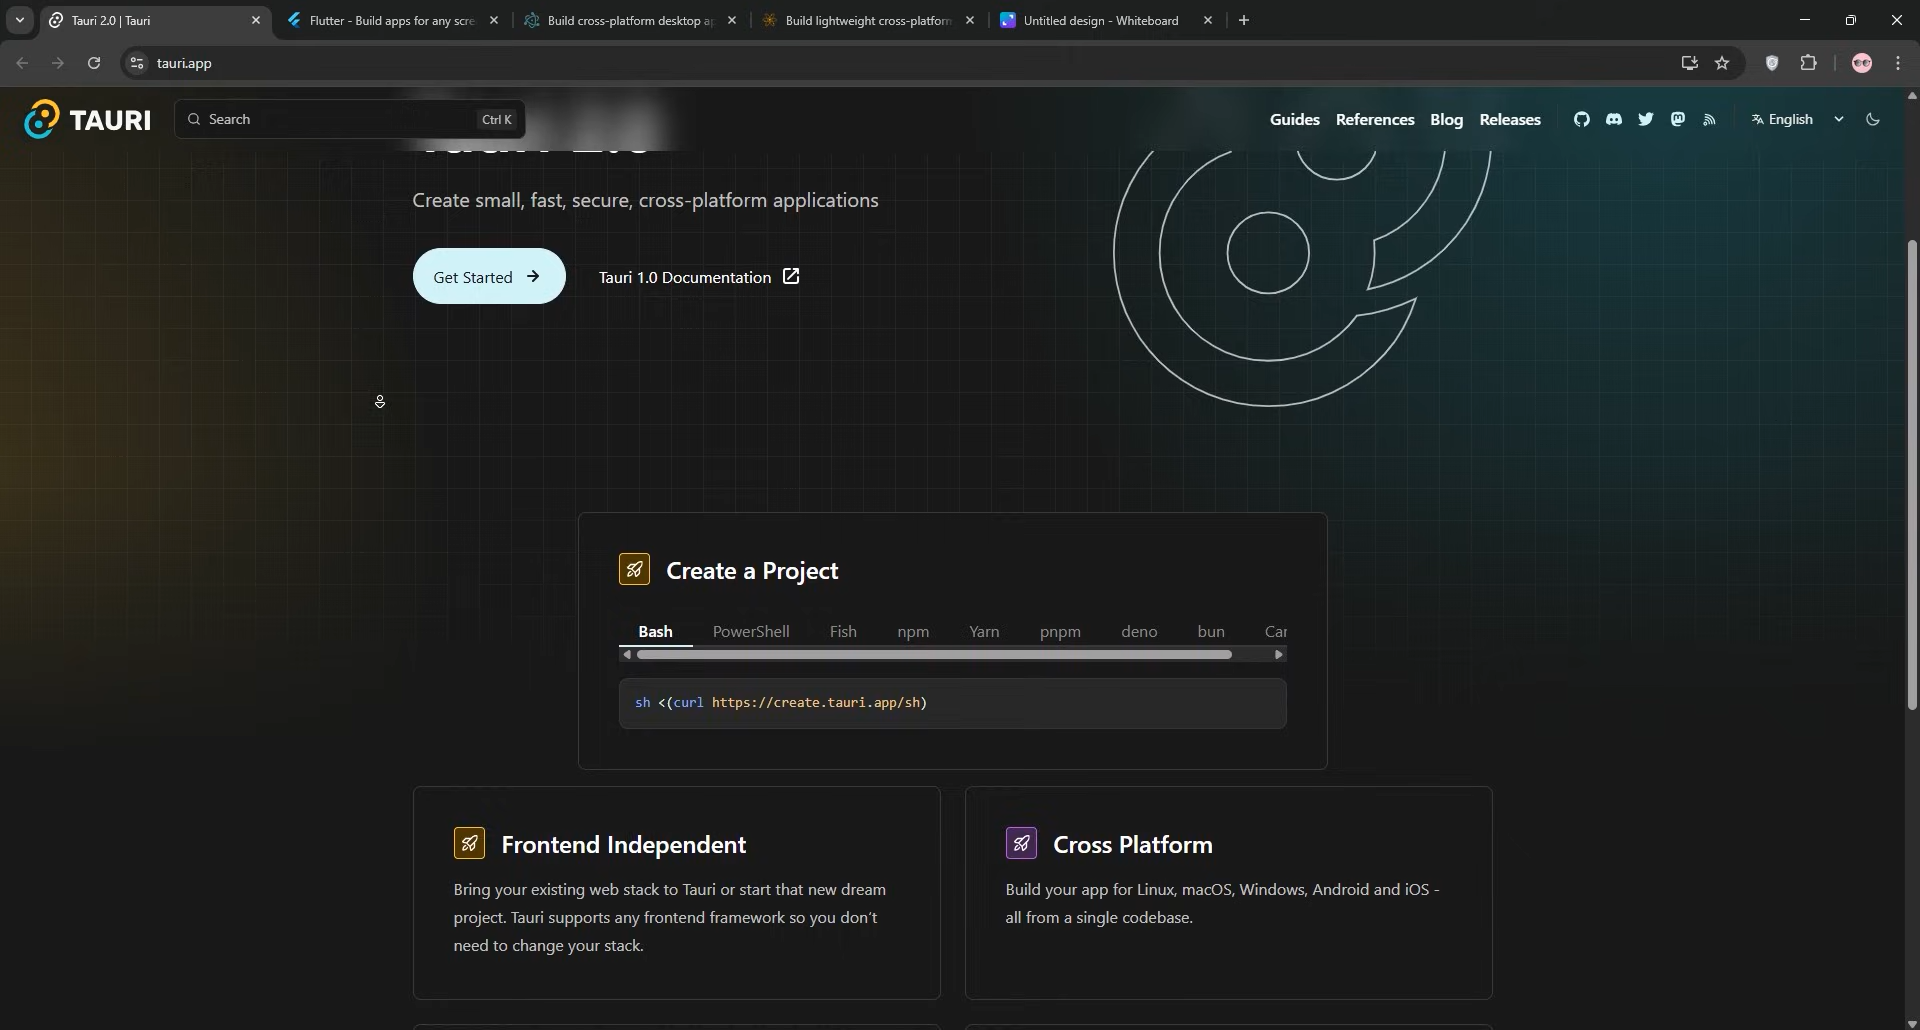 Tauri 2.0 | Tauri
Flutter - Build apps for any scre
Build cross-platform desktop ap
Build lightweight cross-platform
Untitled design - Whiteboard
tauri.app
TAURI
Search
Ctrl K
Guides
References
Blog
Releases
English
Create small, fast, secure, cross-platform applications
Get Started
Tauri 1.0 Documentation
Create a Project
Bash
PowerShell
Fish
npm
Yarn
pnpm
deno
bun
Car
sh <(curl https://create.tauri.app/sh)
Frontend Independent
Bring your existing web stack to Tauri or start that new dream
project. Tauri supports any frontend framework so you don't
need to change your stack.
Cross Platform
Build your app for Linux, macOS, Windows, Android and iOS -
all from a single codebase.